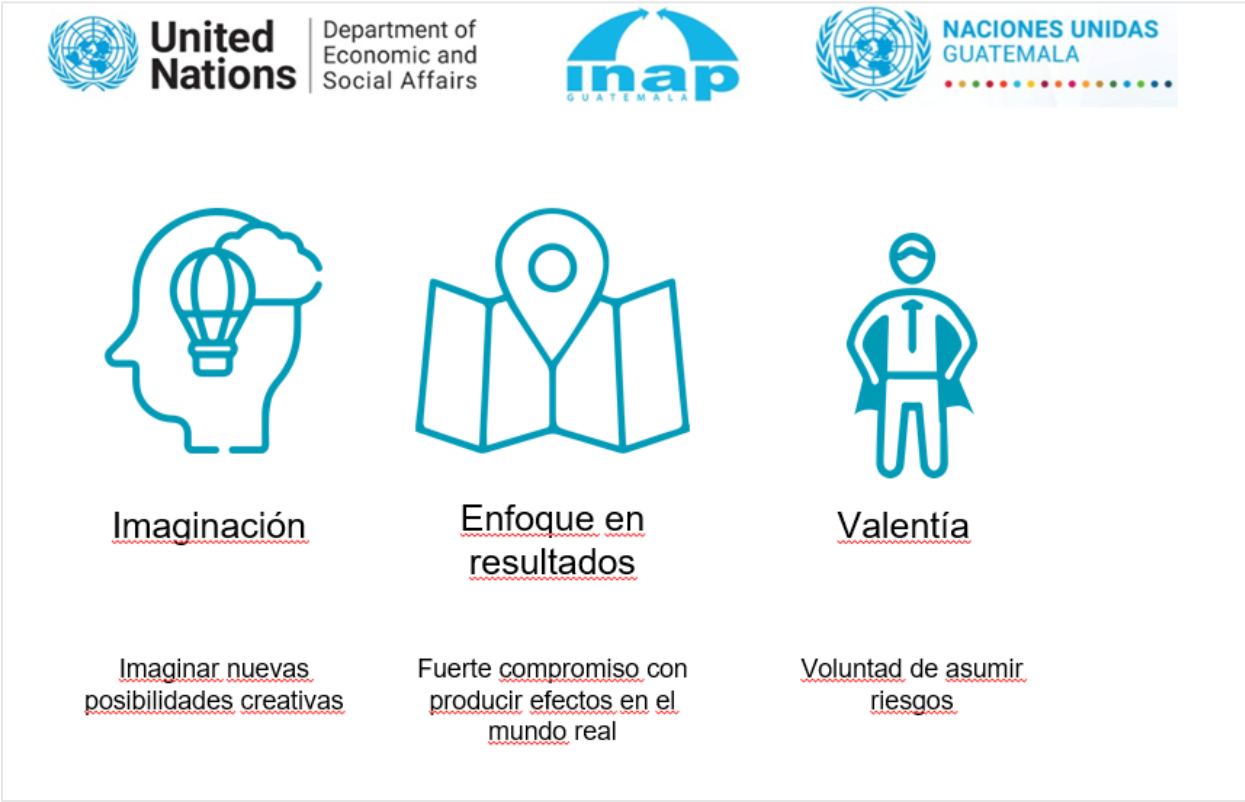 United
Nations
Department of
Economic and
Social Affairs
inap
GUATEMALA
NACIONES UNIDAS
GUATEMALA
Imaginación
Enfoque en
resultados
Valentía
Imaginar nuevas
posibilidades creativas
Fuerte compromiso con
producir efectos en el
mundo real
Voluntad de asumir
riesgos